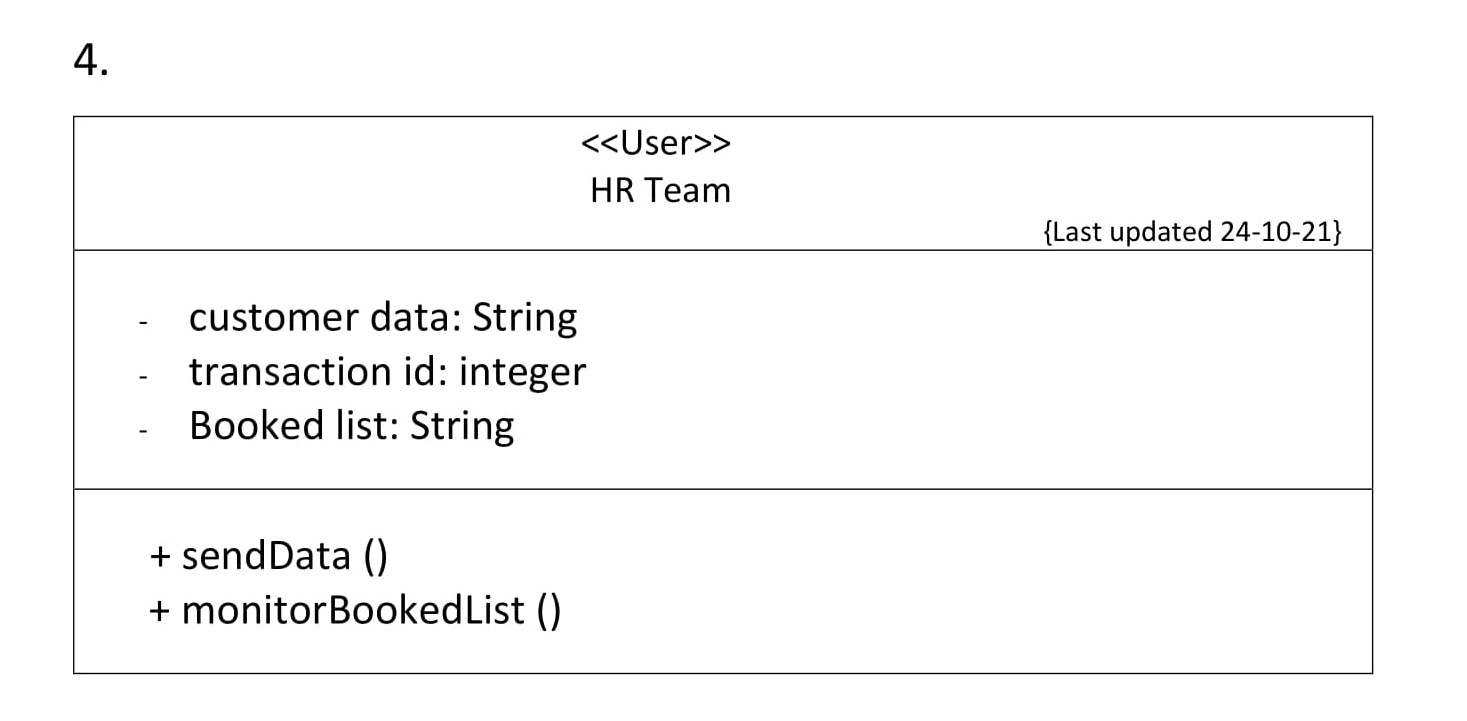 4.
<<User>>
HR Team
{Last updated 24-10-21}
- customer data: String
- transaction id: integer
- Booked list: String
+ sendData ()
+ monitorBookedList ()